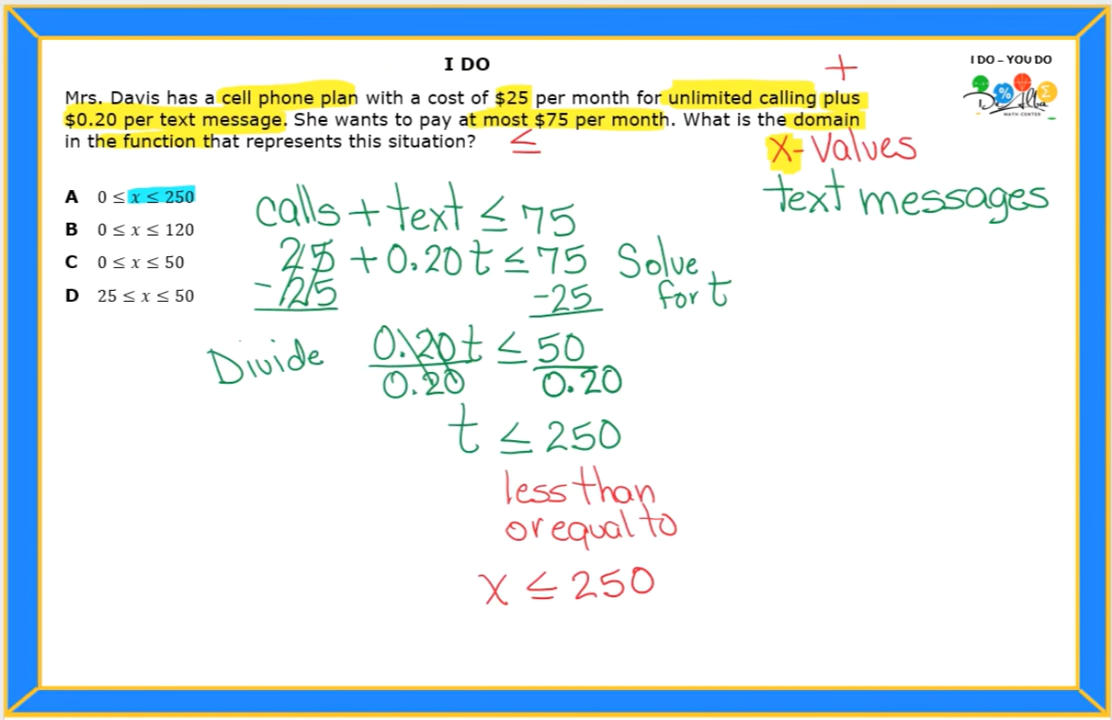 I DO
I DO – YOU DO
+
Mrs. Davis has a cell phone plan with a cost of $25 per month for unlimited calling plus
$0.20 per text message. She wants to pay at most $75 per month. What is the domain
in the function that represents this situation?
≤
X- Values
text messages
De Alba
MATH CENTER
% Σ
A 0 ≤ x ≤ 250
B 0 ≤ x ≤ 120
C 0 ≤ x ≤ 50
D 25 ≤ x ≤ 50
calls + text ≤ 75
25 + 0.20t ≤ 75 Solve
-25 -25 for t
Divide 0.20t ≤ 50
0.20 0.20
t ≤ 250
less than
or equal to
x ≤ 250